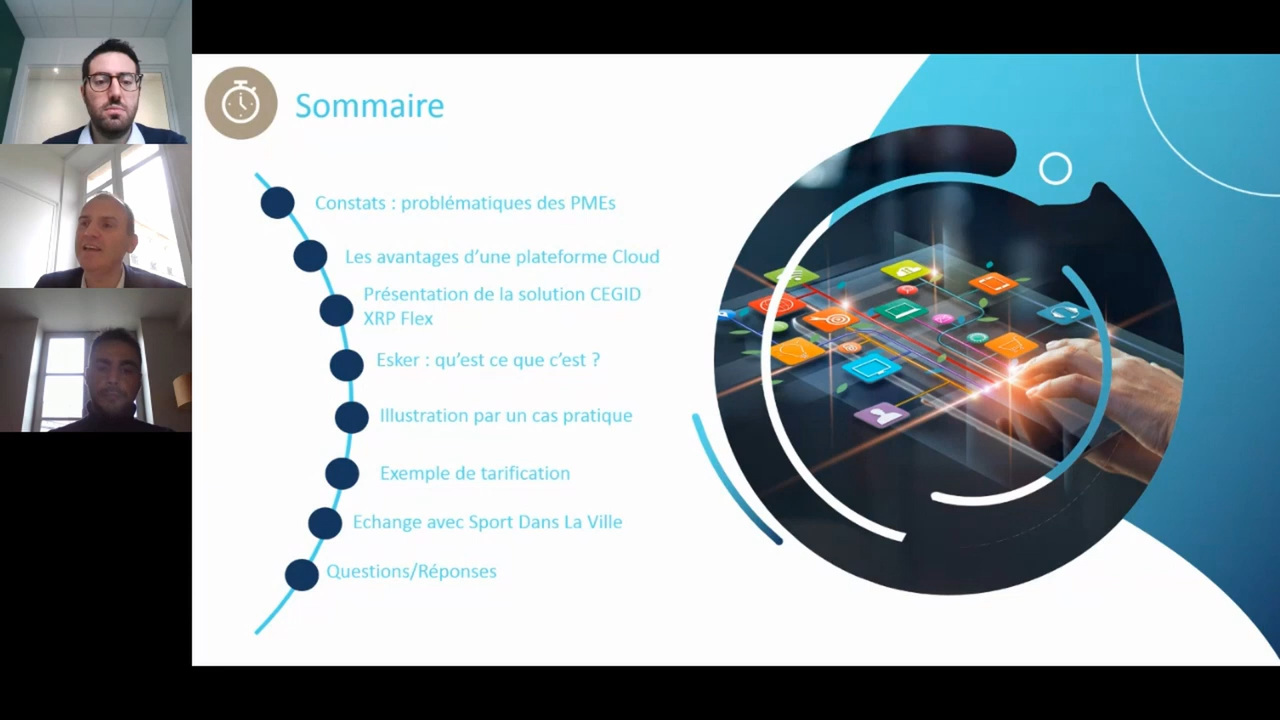 Sommaire
Constats : problématiques des PMEs
Les avantages d’une plateforme Cloud
Présentation de la solution CEGID
XRP Flex
Esker : qu’est ce que c’est ?
Illustration par un cas pratique
Exemple de tarification
Echange avec Sport Dans La Ville
Questions/Réponses